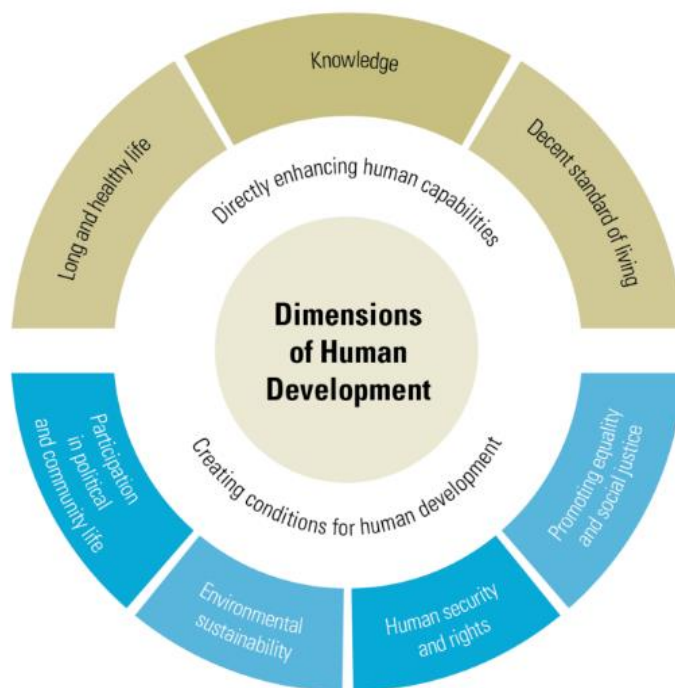 Knowledge
Long and healthy life
Decent standard of living
Directly enhancing human capabilities
Dimensions
of Human
Development
Creating conditions for human development
Participation
in political
and community life
Environmental
sustainability
Human security
and rights
Promoting equality
and social justice